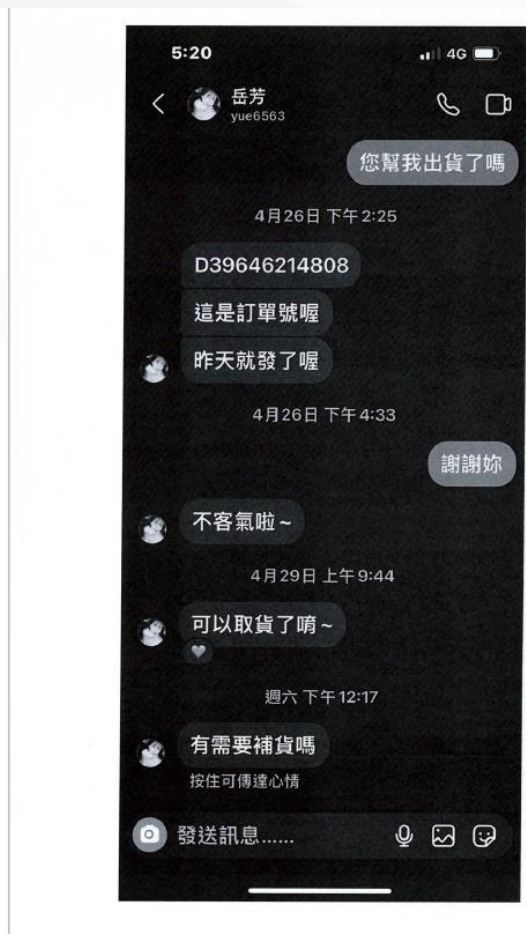 5:20
4G
岳芳
yue6563
您幫我出貨了嗎
4月26日 下午2:25
D39646214808
這是訂單號喔
昨天就發了喔
4月26日 下午4:33
謝謝妳
不客氣啦~
4月29日 上午9:44
可以取貨了唷~
週六 下午12:17
有需要補貨嗎
按住可傳達心情
發送訊息......